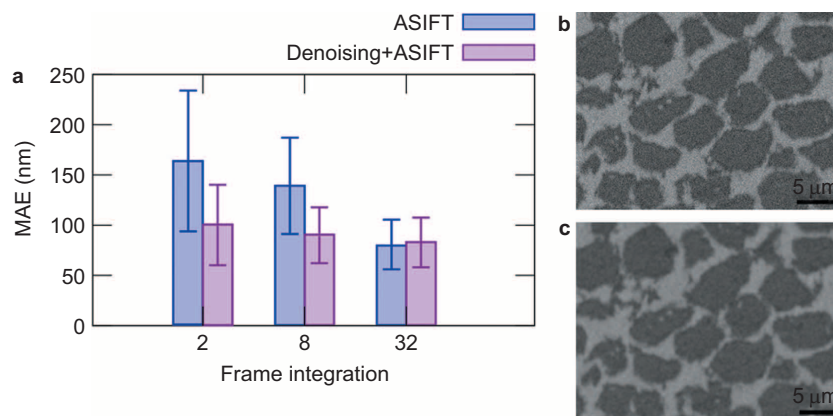 ASIFT
Denoising+ASIFT
a
250
200
150
100
50
0
MAE (nm)
2 8 32
Frame integration
b
5 μm
c
5 μm